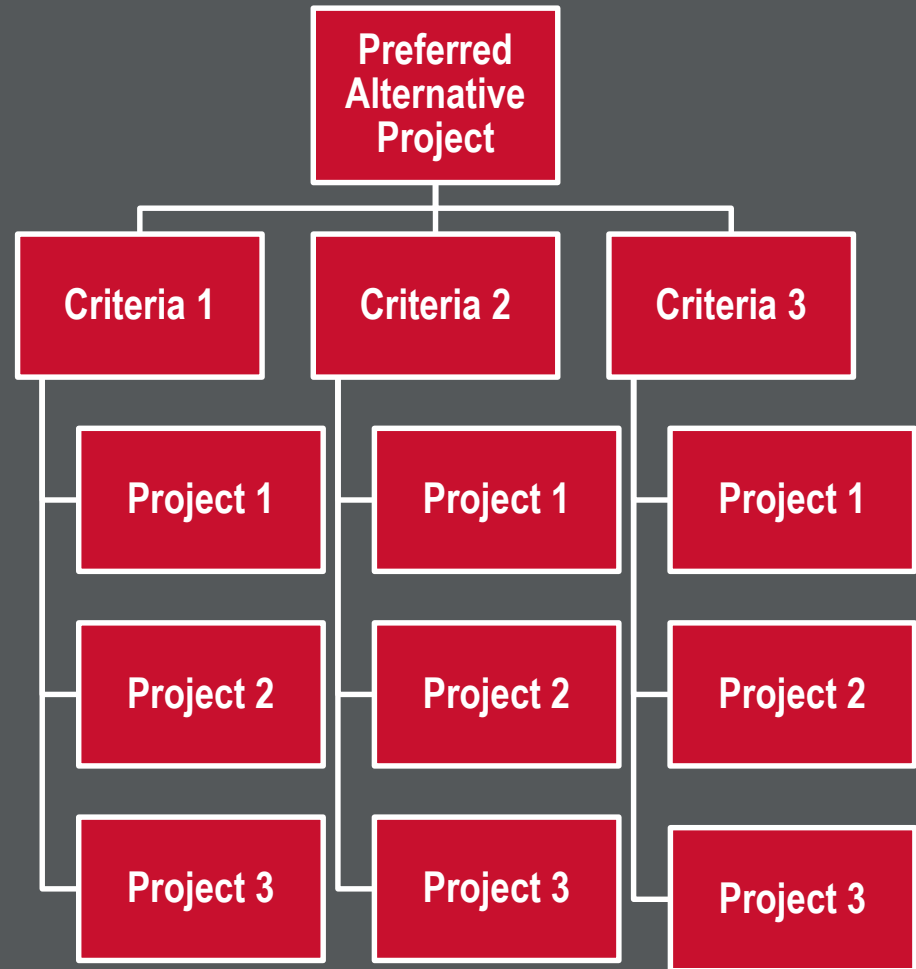 Preferred
Alternative
Project
Criteria 1
Criteria 2
Criteria 3
Project 1
Project 1
Project 1
Project 2
Project 2
Project 2
Project 3
Project 3
Project 3